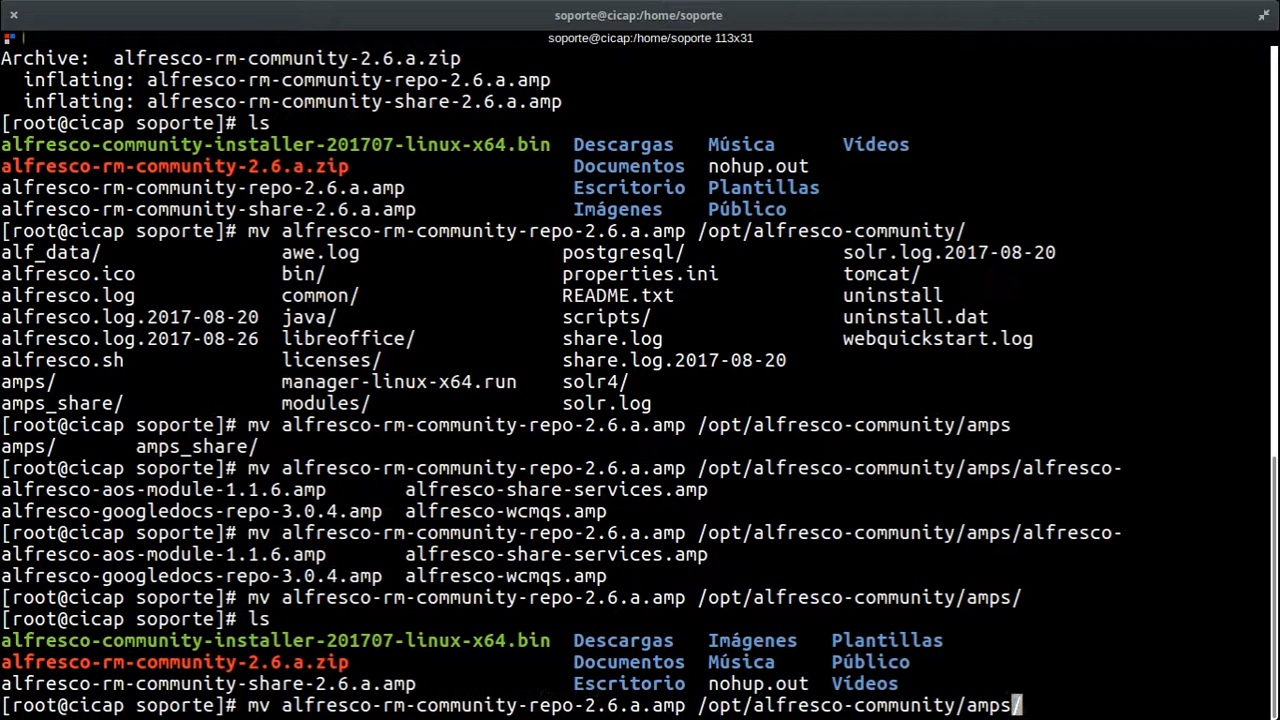 soporte@cicap:/home/soporte
soporte@cicap:/home/soporte 113x31
Archive:  alfresco-rm-community-2.6.a.zip
  inflating: alfresco-rm-community-repo-2.6.a.amp
  inflating: alfresco-rm-community-share-2.6.a.amp
[root@cicap soporte]# ls
alfresco-community-installer-201707-linux-x64.bin  Descargas   Música      Vídeos
alfresco-rm-community-2.6.a.zip                    Documentos  nohup.out
alfresco-rm-community-repo-2.6.a.amp               Escritorio  Plantillas
alfresco-rm-community-share-2.6.a.amp              Imágenes    Público
[root@cicap soporte]# mv alfresco-rm-community-repo-2.6.a.amp /opt/alfresco-community/
alf_data/                awe.log                  postgresql/              solr.log.2017-08-20
alfresco.ico             bin/                     properties.ini           tomcat/
alfresco.log             common/                  README.txt               uninstall
alfresco.log.2017-08-20  java/                    scripts/                 uninstall.dat
alfresco.log.2017-08-26  libreoffice/             share.log                webquickstart.log
alfresco.sh              licenses/                share.log.2017-08-20
amps/                    manager-linux-x64.run    solr4/
amps_share/              modules/                 solr.log
[root@cicap soporte]# mv alfresco-rm-community-repo-2.6.a.amp /opt/alfresco-community/amps
amps/       amps_share/
[root@cicap soporte]# mv alfresco-rm-community-repo-2.6.a.amp /opt/alfresco-community/amps/alfresco-
alfresco-aos-module-1.1.6.amp       alfresco-share-services.amp
alfresco-googledocs-repo-3.0.4.amp  alfresco-wcmqs.amp
[root@cicap soporte]# mv alfresco-rm-community-repo-2.6.a.amp /opt/alfresco-community/amps/alfresco-
alfresco-aos-module-1.1.6.amp       alfresco-share-services.amp
alfresco-googledocs-repo-3.0.4.amp  alfresco-wcmqs.amp
[root@cicap soporte]# mv alfresco-rm-community-repo-2.6.a.amp /opt/alfresco-community/amps/
[root@cicap soporte]# ls
alfresco-community-installer-201707-linux-x64.bin  Descargas   Imágenes   Plantillas
alfresco-rm-community-2.6.a.zip                    Documentos  Música     Público
alfresco-rm-community-share-2.6.a.amp              Escritorio  nohup.out  Vídeos
[root@cicap soporte]# mv alfresco-rm-community-repo-2.6.a.amp /opt/alfresco-community/amps/